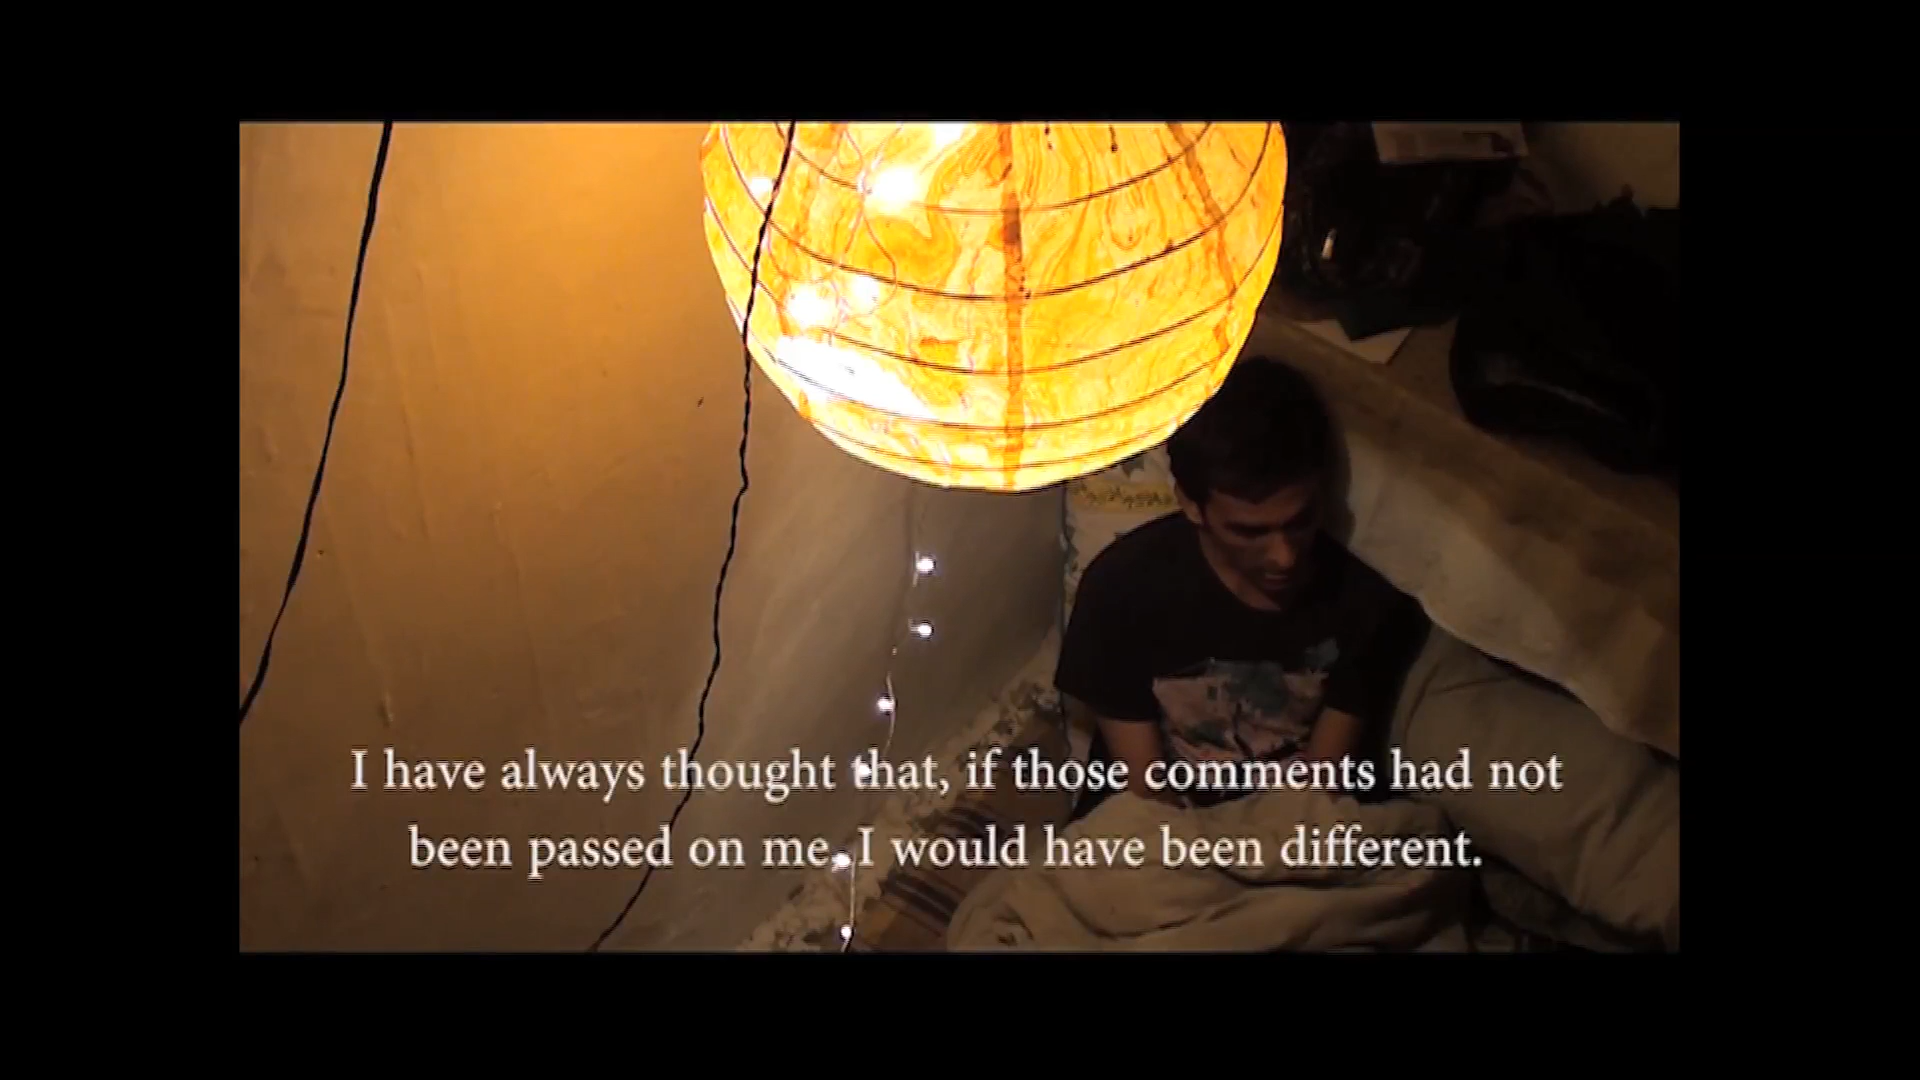 I have always thought that, if those comments had not
been passed on me, I would have been different.